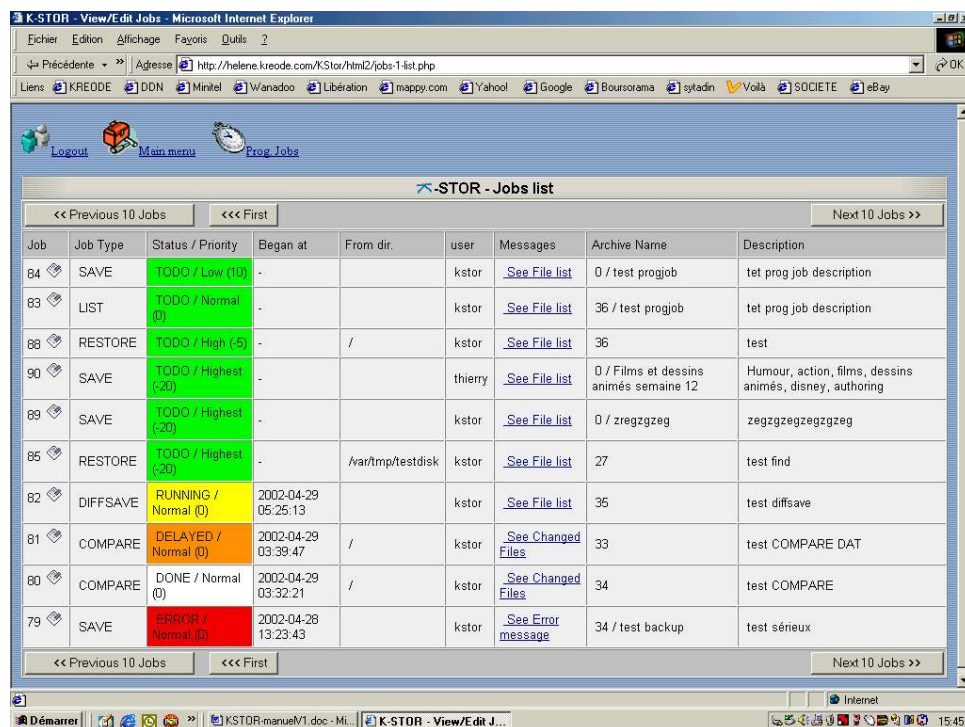 K-STOR - View/Edit Jobs - Microsoft Internet Explorer
Fichier Edition Affichage Favoris Outils ?
Précédente » Adresse http://helene.kreode.com/KStor/html2/jobs-1-list.php OK
Liens KREODE DDN Minitel Wanadoo Libération mappy.com Yahoo! Google Boursorama sytadin Voilà SOCIETE eBay
Logout Main menu Prog. Jobs
K-STOR - Jobs list
<< Previous 10 Jobs <<< First Next 10 Jobs >>
Job Job Type Status / Priority Began at From dir. user Messages Archive Name Description
84 SAVE TODO / Low (10) - kstor See File list 0 / test progjob tet prog job description
83 LIST TODO / Normal (0) - kstor See File list 36 / test progjob tet prog job description
88 RESTORE TODO / High (-5) - / kstor See File list 36 test
90 SAVE TODO / Highest (-20) - thierry See File list 0 / Films et dessins animés semaine 12 Humour, action, films, dessins animés, disney, authoring
89 SAVE TODO / Highest (-20) - kstor See File list 0 / zregzgzeg zegzgzegzegzgzeg
85 RESTORE TODO / Highest (-20) - /var/tmp/testdisk kstor See File list 27 test find
82 DIFFSAVE RUNNING / Normal (0) 2002-04-29 05:25:13 kstor See File list 35 test diffsave
81 COMPARE DELAYED / Normal (0) 2002-04-29 03:39:47 / kstor See Changed Files 33 test COMPARE DAT
80 COMPARE DONE / Normal (0) 2002-04-29 03:32:21 / kstor See Changed Files 34 test COMPARE
79 SAVE ERROR / Normal (0) 2002-04-28 13:23:43 kstor See Error message 34 / test backup test sérieux
<< Previous 10 Jobs <<< First Next 10 Jobs >>
Internet
Démarrer » KSTOR-manuelV1.doc - Mi... K-STOR - View/Edit J... 15:45